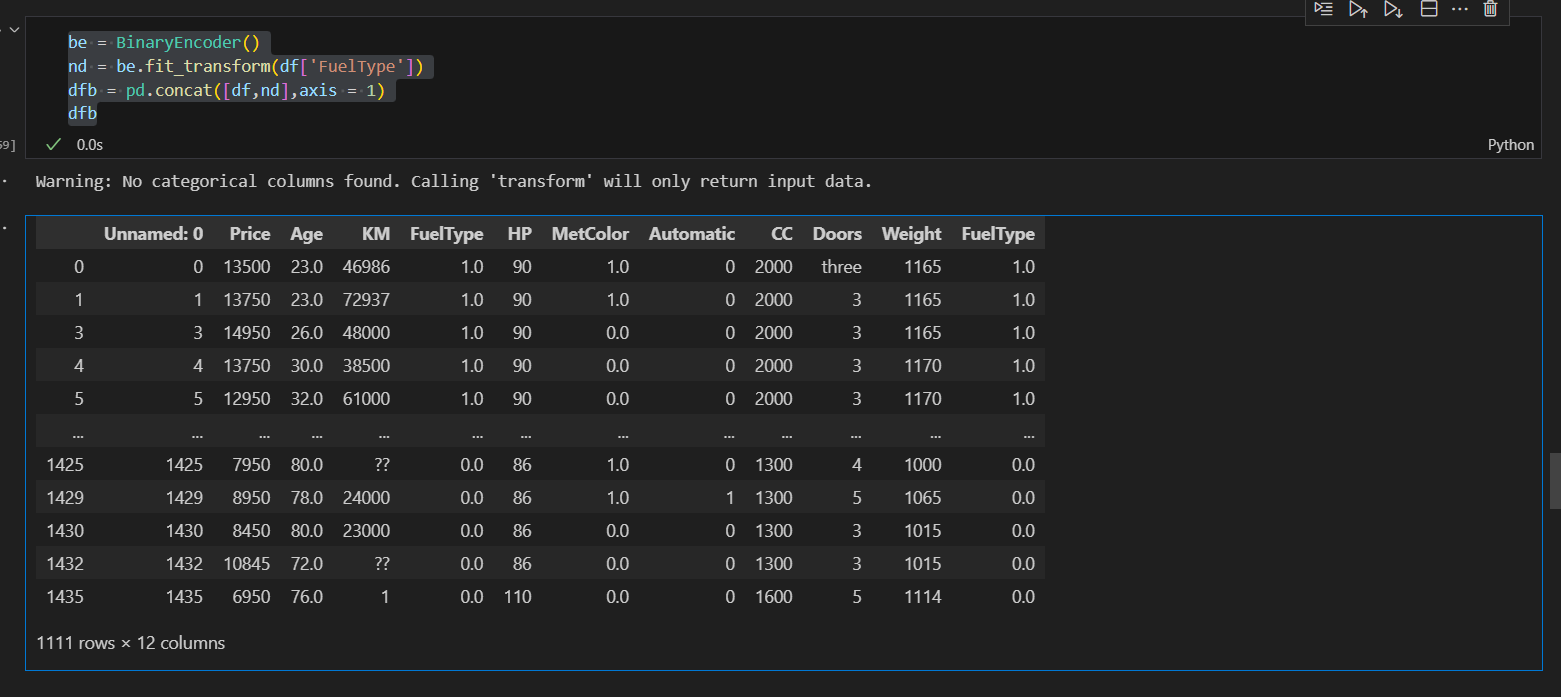 be = BinaryEncoder()
nd = be.fit_transform(df['FuelType'])
dfb = pd.concat([df,nd],axis = 1)
dfb
59] 0.0s Python
Warning: No categorical columns found. Calling 'transform' will only return input data.
Unnamed: 0 Price Age KM FuelType HP MetColor Automatic CC Doors Weight FuelType
0 0 13500 23.0 46986 1.0 90 1.0 0 2000 three 1165 1.0
1 1 13750 23.0 72937 1.0 90 1.0 0 2000 3 1165 1.0
3 3 14950 26.0 48000 1.0 90 0.0 0 2000 3 1165 1.0
4 4 13750 30.0 38500 1.0 90 0.0 0 2000 3 1170 1.0
5 5 12950 32.0 61000 1.0 90 0.0 0 2000 3 1170 1.0
... ... ... ... ... ... ... ... ... ... ... ... ...
1425 1425 7950 80.0 ?? 0.0 86 1.0 0 1300 4 1000 0.0
1429 1429 8950 78.0 24000 0.0 86 1.0 1 1300 5 1065 0.0
1430 1430 8450 80.0 23000 0.0 86 0.0 0 1300 3 1015 0.0
1432 1432 10845 72.0 ?? 0.0 86 0.0 0 1300 3 1015 0.0
1435 1435 6950 76.0 1 0.0 110 0.0 0 1600 5 1114 0.0
1111 rows × 12 columns